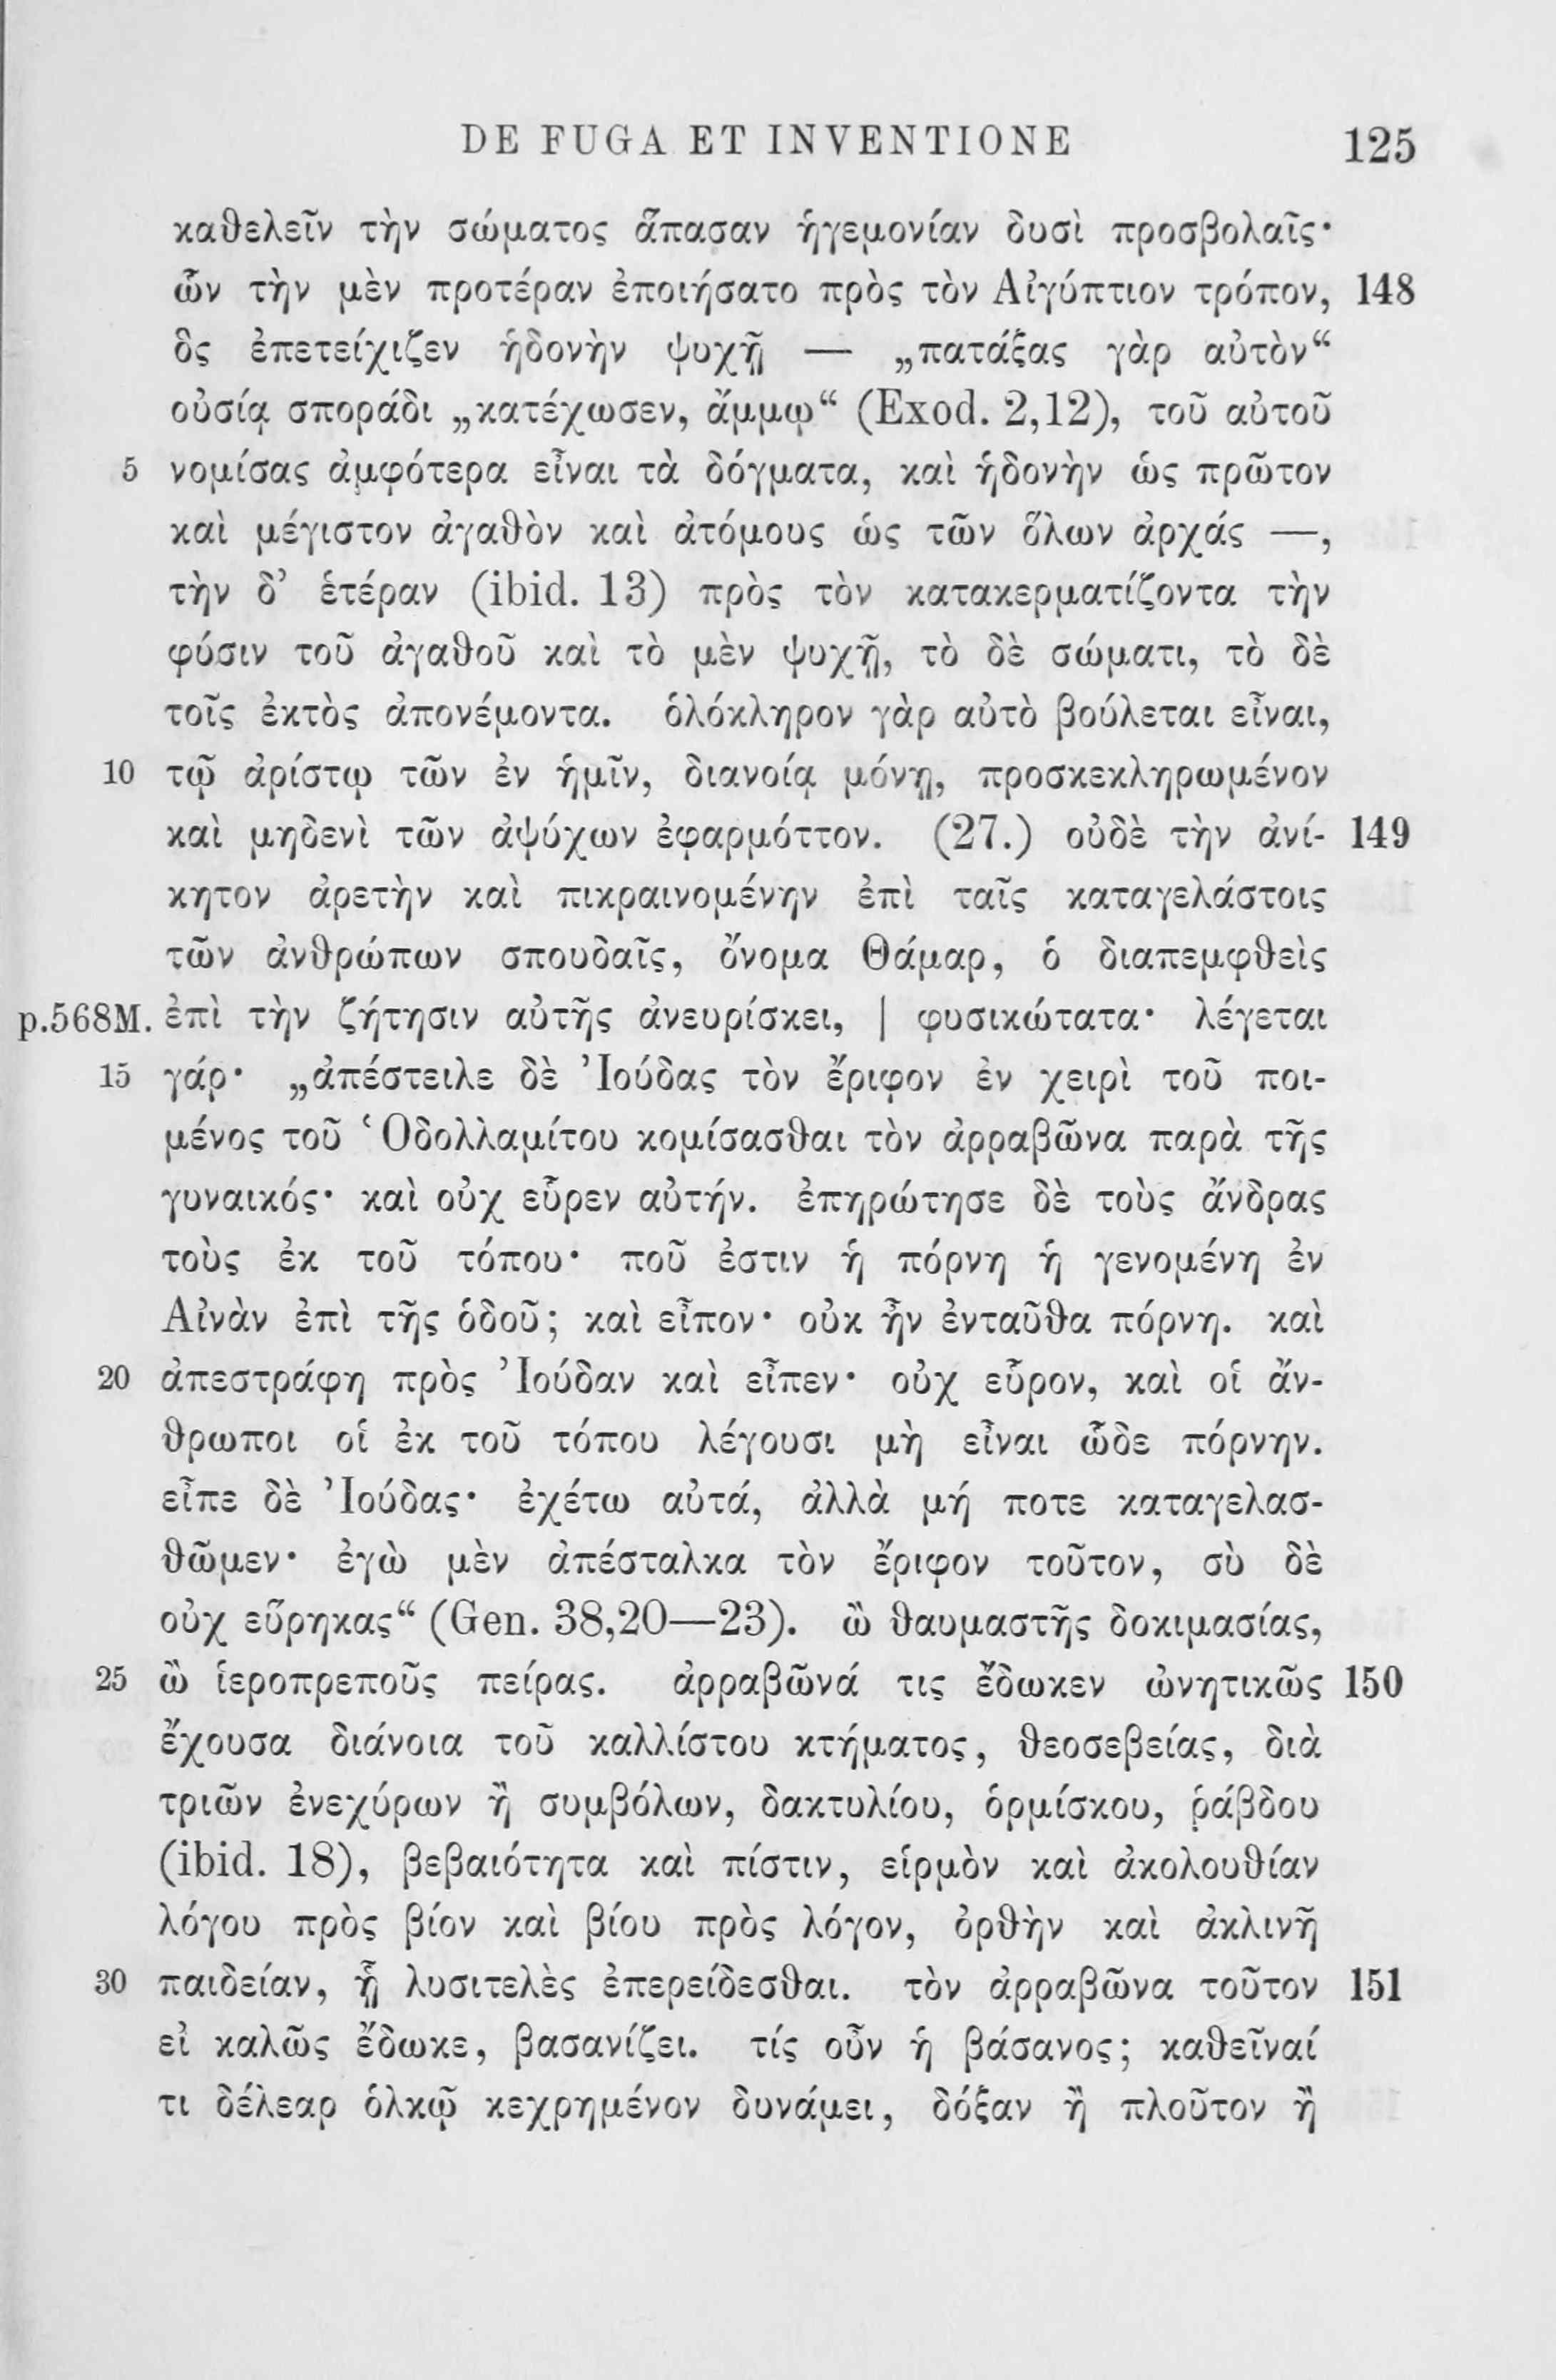 DE FUGA ET INVENTIONE 125
καθελεῖν τὴν σώματος ἅπασαν ἡγεμονίαν δυσὶ προσβολαῖς·
ὧν τὴν μὲν προτέραν ἐποιήσατο πρὸς τὸν Αἰγύπτιον τρόπον, 148
ὃς ἐπετείχιζεν ἡδονὴν ψυχῇ — „πατάξας γὰρ αὐτὸν“
οὐσίᾳ σποράδι „κατέχωσεν, ἄμμῳ“ (Exod. 2,12), τοῦ αὐτοῦ
5 νομίσας ἀμφότερα εἶναι τὰ δόγματα, καὶ ἡδονὴν ὡς πρῶτον
καὶ μέγιστον ἀγαθὸν καὶ ἀτόμους ὡς τῶν ὅλων ἀρχάς —,
τὴν δ’ ἑτέραν (ibid. 13) πρὸς τὸν κατακερματίζοντα τὴν
φύσιν τοῦ ἀγαθοῦ καὶ τὸ μὲν ψυχῇ, τὸ δὲ σώματι, τὸ δὲ
τοῖς ἐκτὸς ἀπονέμοντα. ὁλόκληρον γὰρ αὐτὸ βούλεται εἶναι,
10 τῷ ἀρίστῳ τῶν ἐν ἡμῖν, διανοίᾳ μόνῃ, προσκεκληρωμένον
καὶ μηδενὶ τῶν ἀψύχων ἐφαρμόττον. (27.) οὐδὲ τὴν ἀνί- 149
κητον ἀρετὴν καὶ πικραινομένην ἐπὶ ταῖς καταγελάστοις
τῶν ἀνθρώπων σπουδαῖς, ὄνομα Θάμαρ, ὁ διαπεμφθεὶς
p.568M. ἐπὶ τὴν ζήτησιν αὐτῆς ἀνευρίσκει, | φυσικώτατα· λέγεται
15 γάρ· „ἀπέστειλε δὲ Ἰούδας τὸν ἔριφον ἐν χειρὶ τοῦ ποι-
μένος τοῦ Ὁδολλαμίτου κομίσασθαι τὸν ἀρραβῶνα παρὰ τῆς
γυναικός· καὶ οὐχ εὗρεν αὐτήν. ἐπηρώτησε δὲ τοὺς ἄνδρας
τοὺς ἐκ τοῦ τόπου· ποῦ ἐστιν ἡ πόρνη ἡ γενομένη ἐν
Αἰνὰν ἐπὶ τῆς ὁδοῦ; καὶ εἶπον· οὐκ ἦν ἐνταῦθα πόρνη. καὶ
20 ἀπεστράφη πρὸς Ἰούδαν καὶ εἶπεν· οὐχ εὗρον, καὶ οἱ ἄν-
θρωποι οἱ ἐκ τοῦ τόπου λέγουσι μὴ εἶναι ὧδε πόρνην.
εἶπε δὲ Ἰούδας· ἐχέτω αὐτά, ἀλλὰ μή ποτε καταγελασ-
θῶμεν· ἐγὼ μὲν ἀπέσταλκα τὸν ἔριφον τοῦτον, σὺ δὲ
οὐχ εὕρηκας“ (Gen. 38,20—23). ὢ θαυμαστῆς δοκιμασίας,
25 ὢ ἱεροπρεποῦς πείρας. ἀρραβῶνά τις ἔδωκεν ὠνητικῶς 150
ἔχουσα διάνοια τοῦ καλλίστου κτήματος, θεοσεβείας, διὰ
τριῶν ἐνεχύρων ἢ συμβόλων, δακτυλίου, ὁρμίσκου, ῥάβδου
(ibid. 18), βεβαιότητα καὶ πίστιν, εἱρμὸν καὶ ἀκολουθίαν
λόγου πρὸς βίον καὶ βίου πρὸς λόγον, ὀρθὴν καὶ ἀκλινῆ
30 παιδείαν, ᾗ λυσιτελὲς ἐπερείδεσθαι. τὸν ἀρραβῶνα τοῦτον 151
εἰ καλῶς ἔδωκε, βασανίζει. τίς οὖν ἡ βάσανος; καθεῖναί
τι δέλεαρ ὁλκῷ κεχρημένον δυνάμει, δόξαν ἢ πλοῦτον ἢ